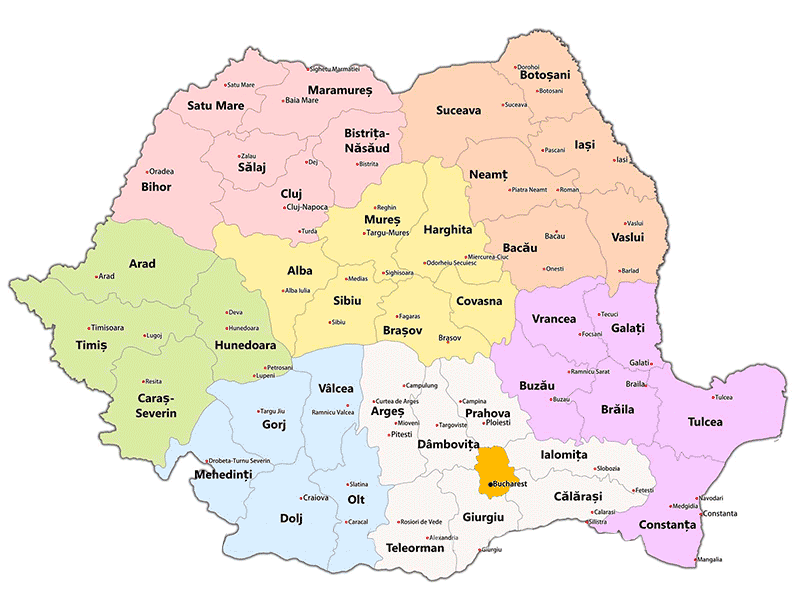 Dorohoi
Botoșani
Botosani
Sighetu Marmatiei
Satu Mare
Maramureș
Baia Mare
Satu Mare
Suceava
Suceava
Bistrița-
Năsăud
Iași
Pascani
Iasi
Zalau
Dej
Bistrita
Sălaj
Oradea
Bihor
Neamț
Piatra Neamt
Roman
Cluj
Cluj-Napoca
Reghin
Mureș
Targu-Mures
Turda
Harghita
Vaslui
Vaslui
Bacau
Bacău
Miercurea-Ciuc
Odorheiu Secuiesc
Onesti
Barlad
Arad
Arad
Alba
Alba Iulia
Medias
Sighisoara
Sibiu
Sibiu
Covasna
Fagaras
Brașov
Brasov
Vrancea
Focsani
Tecuci
Galați
Galati
Deva
Hunedoara
Hunedoara
Timisoara
Timiș
Lugoj
Petrosani
Lupeni
Resita
Caraș-
Severin
Vâlcea
Ramnicu Valcea
Targu Jiu
Gorj
Campulung
Curtea de Arges
Argeș
Mioveni
Pitesti
Campina
Prahova
Ploiesti
Targoviste
Dâmbovița
Ramnicu Sarat
Buzău
Buzau
Braila
Brăila
Tulcea
Tulcea
Drobeta-Turnu Severin
Mehedinți
Ialomița
Slobozia
Slatina
Olt
Craiova
Dolj
Caracal
Bucharest
Călărași
Fetesti
Calarasi
Silistra
Navodari
Medgidia
Constanta
Constanța
Mangalia
Rosiori de Vede
Alexandria
Teleorman
Giurgiu
Giurgiu